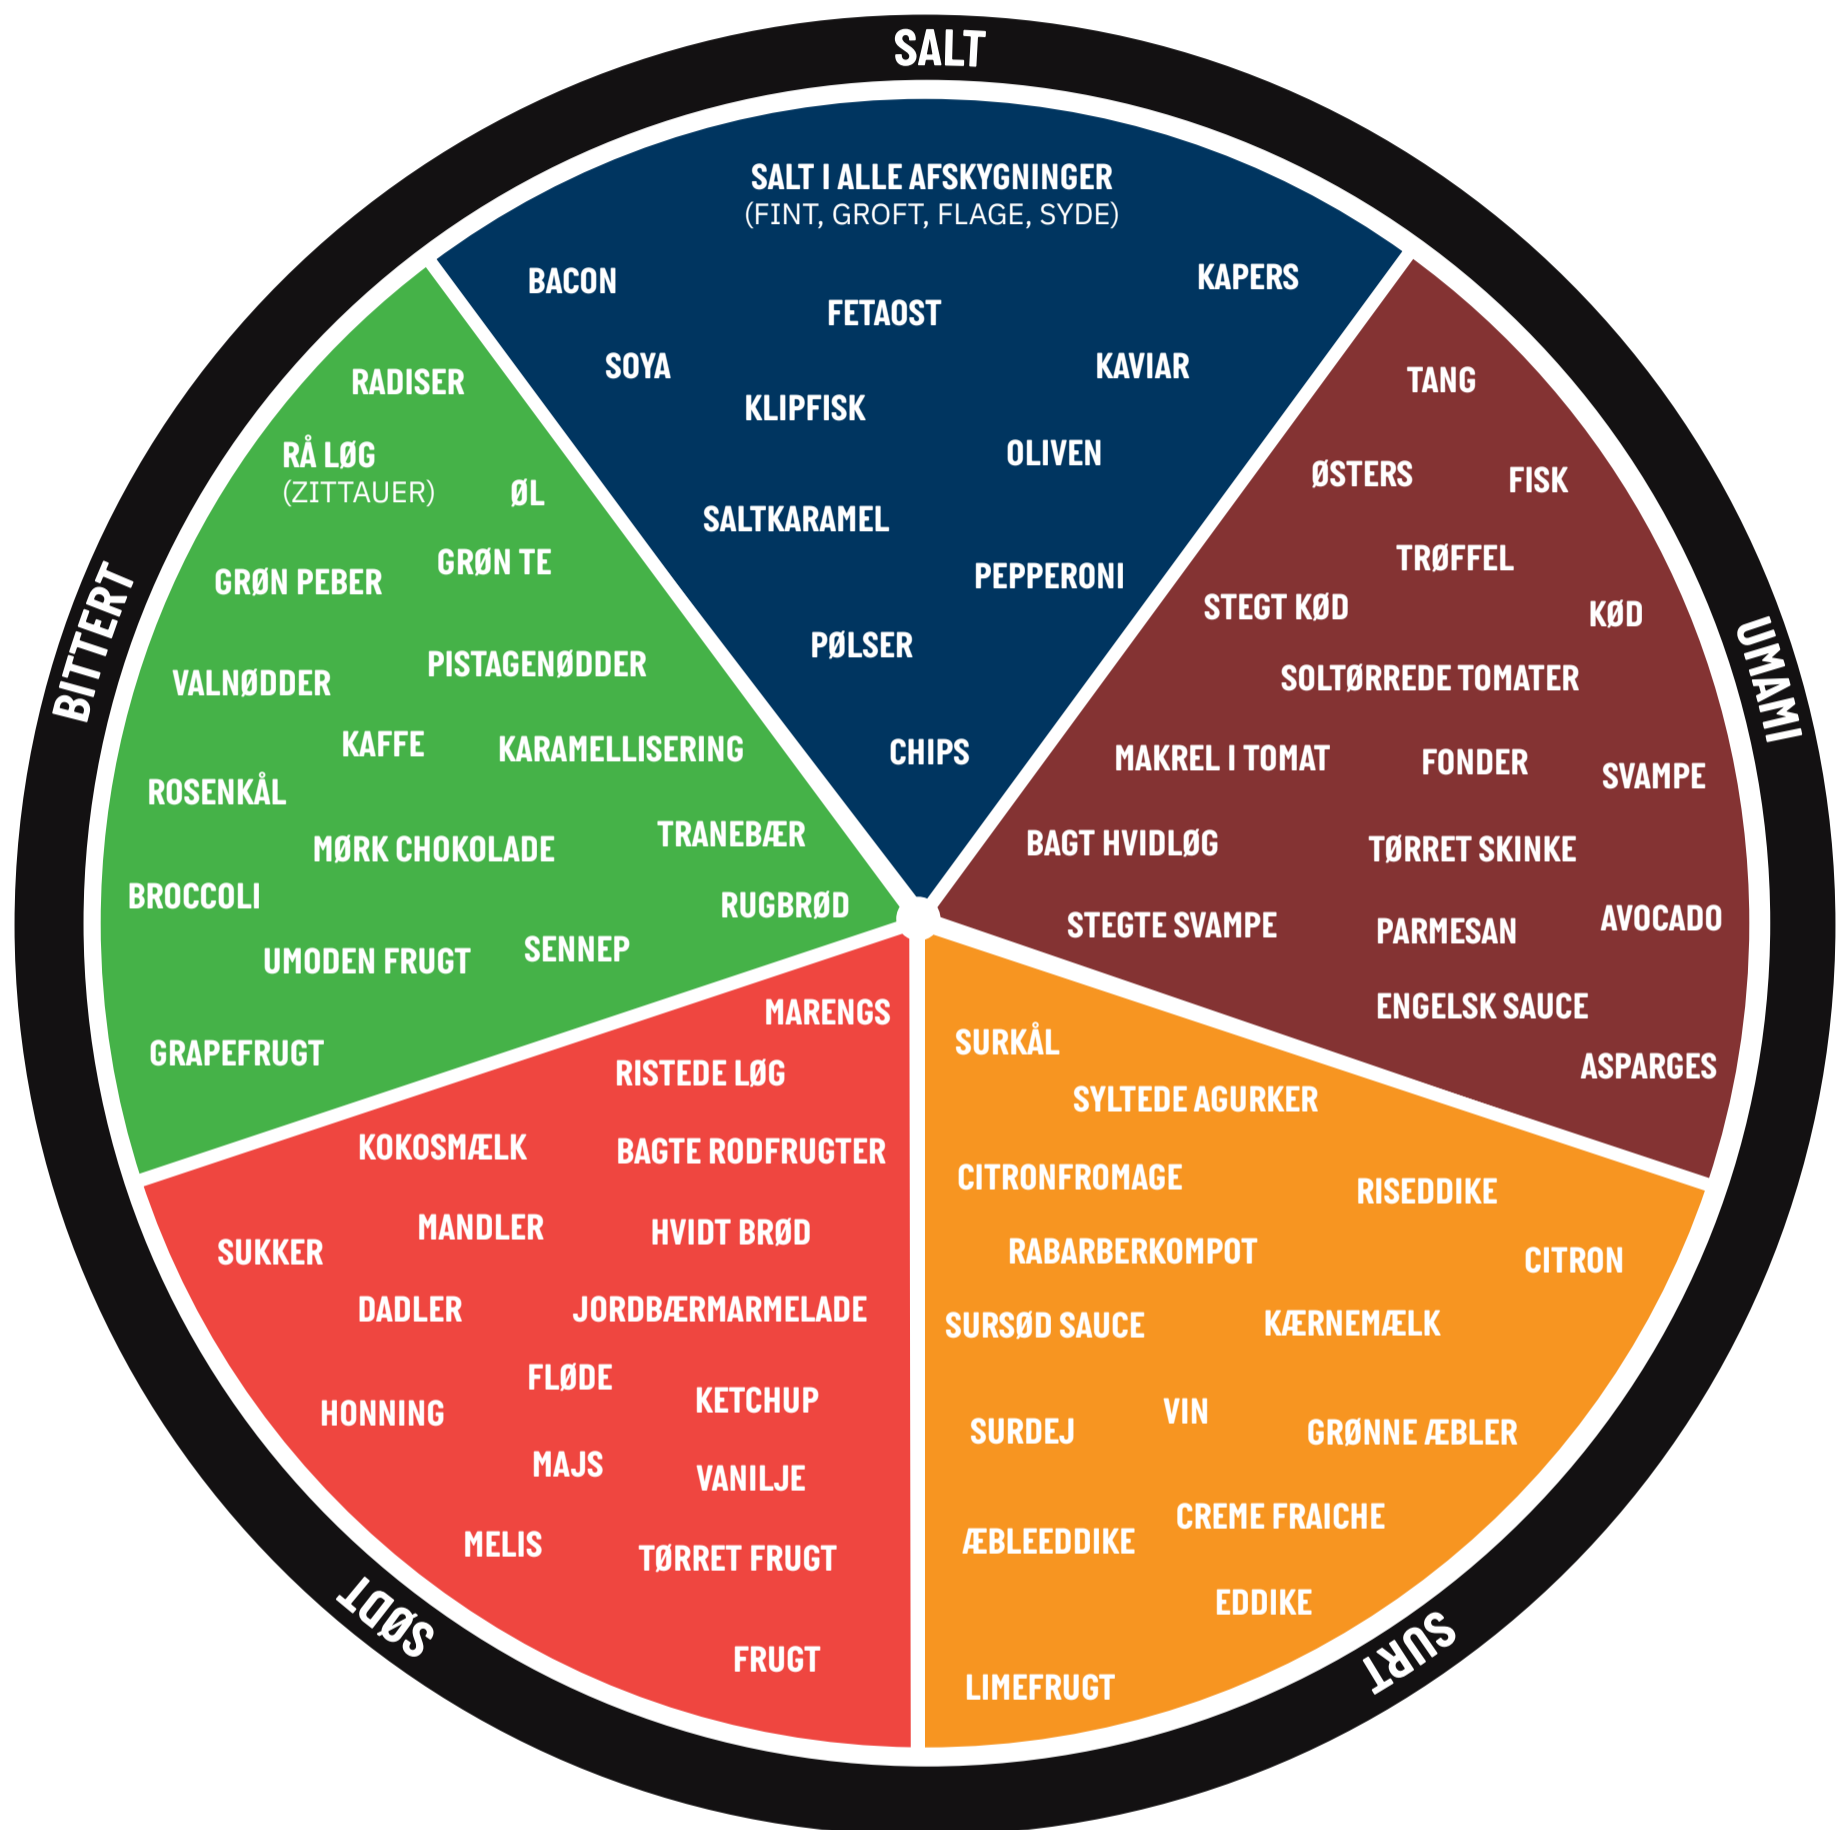 SALT
SALT I ALLE AFSKYGNINGER
(FINT, GROFT, FLAGE, SYDE)
BACON
KAPERS
FETAOST
SOYA
KAVIAR
KLIPFISK
OLIVEN
SALTKARAMEL
PEPPERONI
PØLSER
CHIPS
UMAMI
TANG
ØSTERS
FISK
TRØFFEL
STEGT KØD
KØD
SOLTØRREDE TOMATER
MAKREL I TOMAT
FONDER
SVAMPE
BAGT HVIDLØG
TØRRET SKINKE
STEGTE SVAMPE
PARMESAN
AVOCADO
ENGELSK SAUCE
ASPARGES
SURT
SURKÅL
SYLTEDE AGURKER
CITRONFROMAGE
RISEDDIKE
RABARBERKOMPOT
CITRON
SURSØD SAUCE
KÆRNEMÆLK
SURDEJ
VIN
GRØNNE ÆBLER
CREME FRAICHE
ÆBLEEDDIKE
EDDIKE
LIMEFRUGT
SØDT
MARENGS
RISTEDE LØG
KOKOSMÆLK
BAGTE RODFRUGTER
MANDLER
HVIDT BRØD
SUKKER
DADLER
JORDBÆRMARMELADE
FLØDE
KETCHUP
HONNING
MAJS
VANILJE
MELIS
TØRRET FRUGT
FRUGT
BITTERT
RADISER
RÅ LØG
(ZITTAUER)
ØL
GRØN TE
GRØN PEBER
PISTAGENØDDER
VALNØDDER
KAFFE
KARAMELLISERING
ROSENKÅL
TRANEBÆR
MØRK CHOKOLADE
BROCCOLI
RUGBRØD
SENNEP
UMODEN FRUGT
GRAPEFRUGT